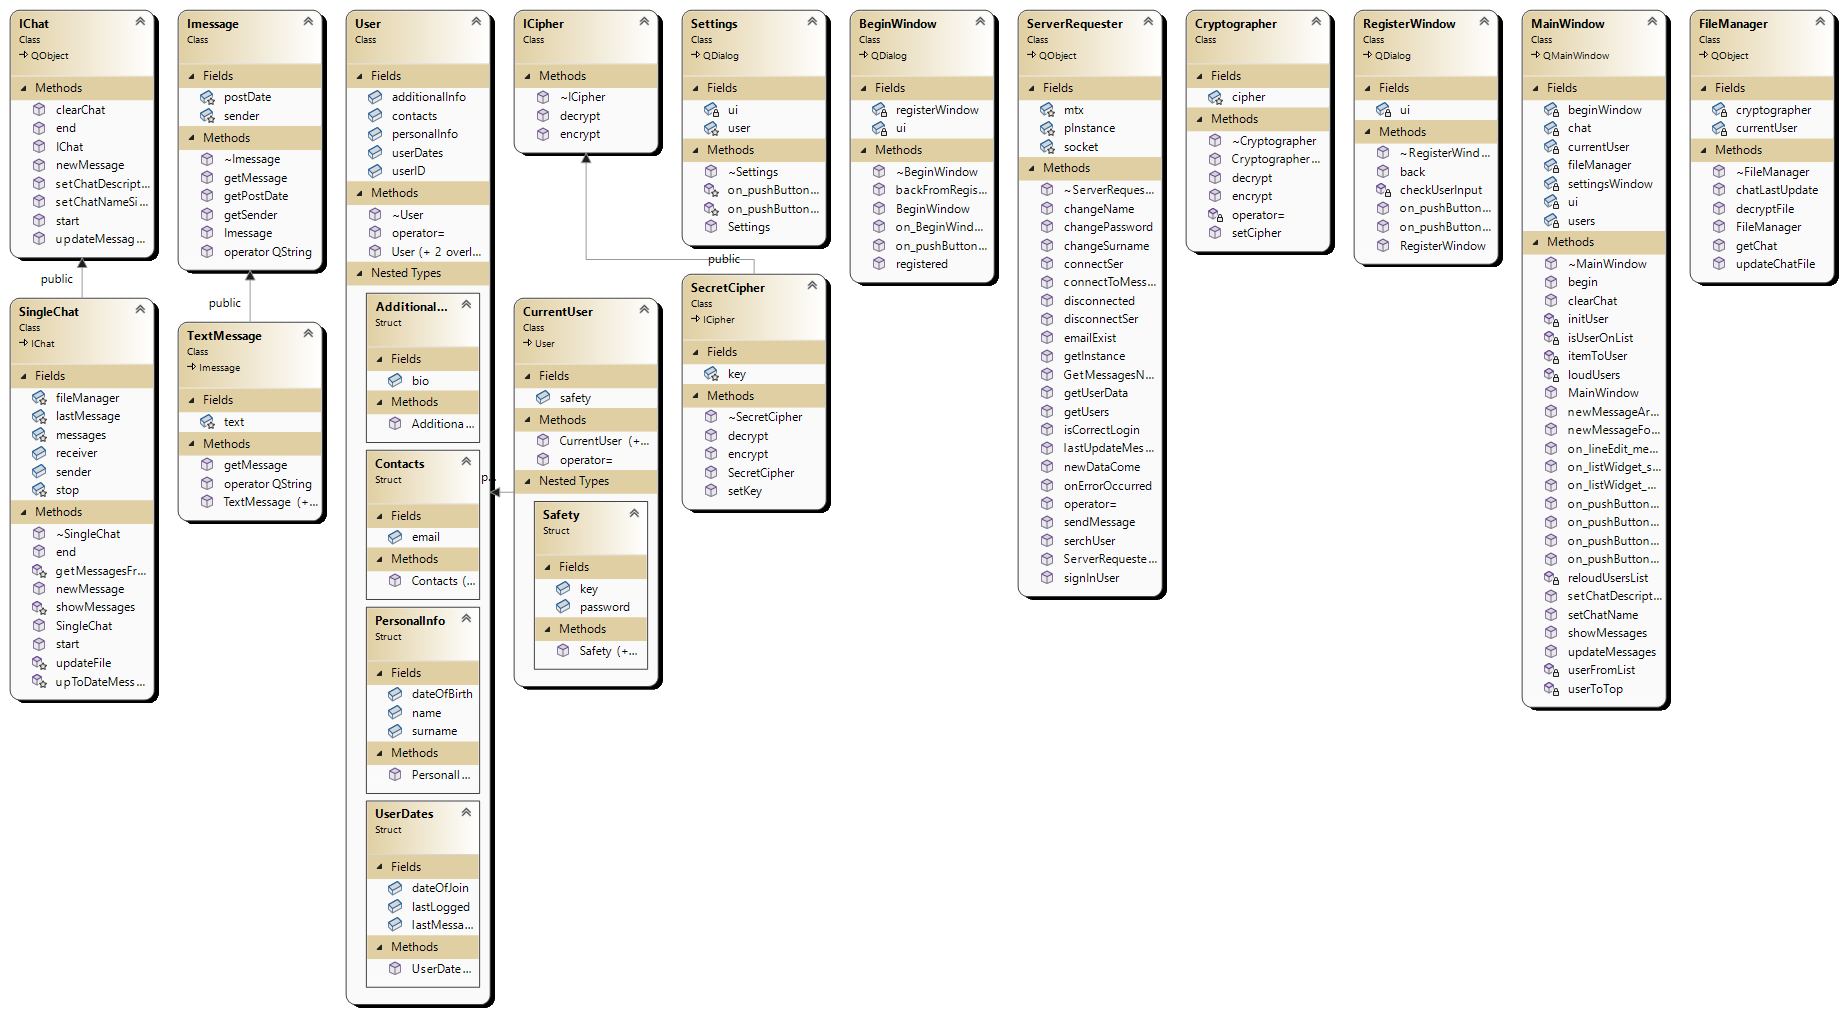 IChat
Class
QObject
Methods
clearChat
end
IChat
newMessage
setChatDescript...
setChatNameSi...
start
updateMessag...
public
SingleChat
Class
IChat
Fields
fileManager
lastMessage
messages
receiver
sender
stop
Methods
~SingleChat
end
getMessagesFr...
newMessage
showMessages
SingleChat
start
updateFile
upToDateMess...
Imessage
Class
Fields
postDate
sender
Methods
~Imessage
getMessage
getPostDate
getSender
Imessage
operator QString
public
TextMessage
Class
Imessage
Fields
text
Methods
getMessage
operator QString
TextMessage (+...
User
Class
Fields
additionalInfo
contacts
personalInfo
userDates
userID
Methods
~User
operator=
User (+ 2 overl...
Nested Types
Additional...
Struct
Fields
bio
Methods
Additiona...
Contacts
Struct
Fields
email
Methods
Contacts (...
PersonalInfo
Struct
Fields
dateOfBirth
name
surname
Methods
PersonalI...
UserDates
Struct
Fields
dateOfJoin
lastLogged
lastMessa...
Methods
UserDate...
ICipher
Class
Methods
~ICipher
decrypt
encrypt
p...
CurrentUser
Class
User
Fields
safety
Methods
CurrentUser (+...
operator=
Nested Types
Safety
Struct
Fields
key
password
Methods
Safety (+...
Settings
Class
QDialog
Fields
ui
user
Methods
~Settings
on_pushButton...
on_pushButton...
Settings
public
SecretCipher
Class
ICipher
Fields
key
Methods
~SecretCipher
decrypt
encrypt
SecretCipher
setKey
BeginWindow
Class
QDialog
Fields
registerWindow
ui
Methods
~BeginWindow
backFromRegis...
BeginWindow
on_BeginWind...
on_pushButton...
registered
ServerRequester
Class
QObject
Fields
mtx
pInstance
socket
Methods
~ServerReques...
changeName
changePassword
changeSurname
connectSer
connectToMess...
disconnected
disconnectSer
emailExist
getInstance
GetMessagesN...
getUserData
getUsers
isCorrectLogin
lastUpdateMes...
newDataCome
onErrorOccurred
operator=
sendMessage
serchUser
ServerRequeste...
signInUser
Cryptographer
Class
Fields
cipher
Methods
~Cryptographer
Cryptographer...
decrypt
encrypt
operator=
setCipher
RegisterWindow
Class
QDialog
Fields
ui
Methods
~RegisterWind...
back
checkUserInput
on_pushButton...
on_pushButton...
RegisterWindow
MainWindow
Class
QMainWindow
Fields
beginWindow
chat
currentUser
fileManager
settingsWindow
ui
users
Methods
~MainWindow
begin
clearChat
initUser
isUserOnList
itemToUser
loudUsers
MainWindow
newMessageAr...
newMessageFo...
on_lineEdit_me...
on_listWidget_s...
on_listWidget_...
on_pushButton...
on_pushButton...
on_pushButton...
on_pushButton...
reloudUsersList
setChatDescript...
setChatName
showMessages
updateMessages
userFromList
userToTop
FileManager
Class
QObject
Fields
cryptographer
currentUser
Methods
~FileManager
chatLastUpdate
decryptFile
FileManager
getChat
updateChatFile